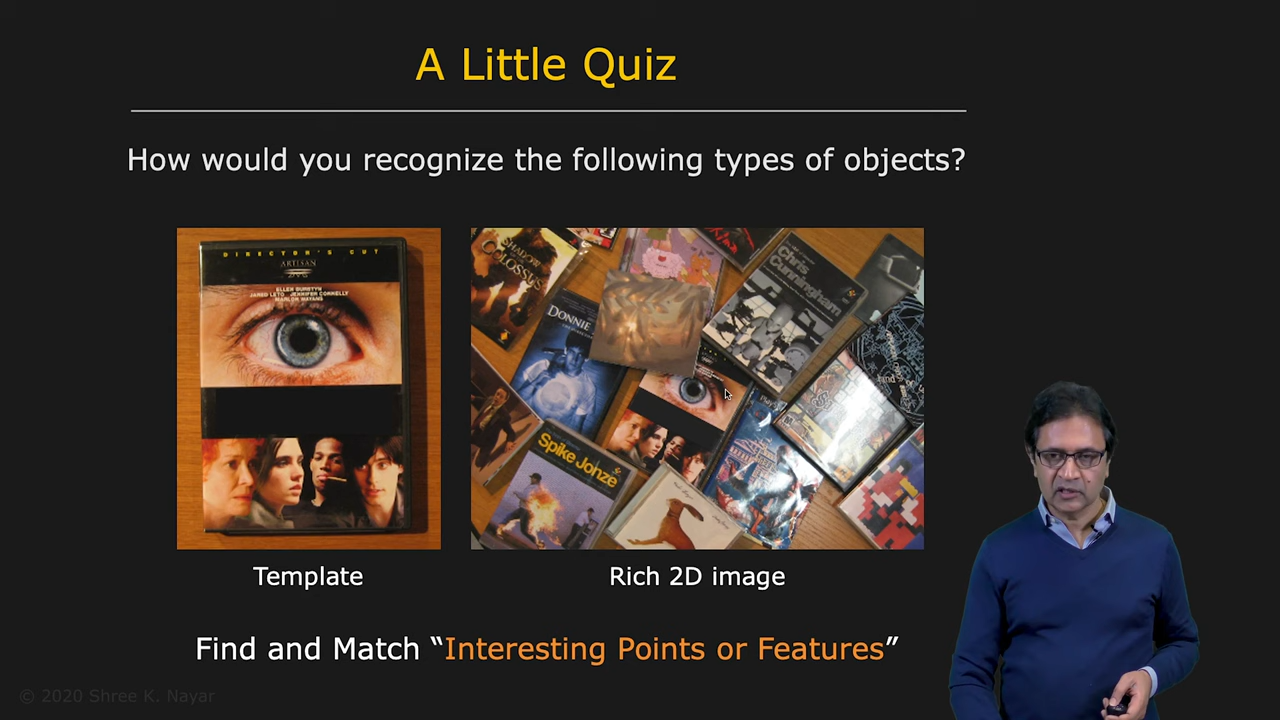 A Little Quiz
How would you recognize the following types of objects?
DIRECTOR'S CUT
ARTISAN
ELLEN BURSTYN
JARED LETO JENNIFER CONNELLY
MARLON WAYANS
SHADOW
COLOSSUS
DONNIE
Chris
Cunningham
Spike Jonze
Template
Rich 2D image
Find and Match “Interesting Points or Features”
© 2020 Shree K. Nayar